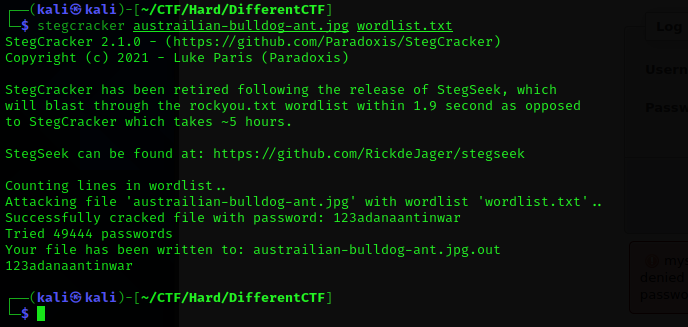 ┌──(kali㉿kali)-[~/CTF/Hard/DifferentCTF]
└─$ stegcracker austrailian-bulldog-ant.jpg wordlist.txt
StegCracker 2.1.0 - (https://github.com/Paradoxis/StegCracker)
Copyright (c) 2021 - Luke Paris (Paradoxis)
StegCracker has been retired following the release of StegSeek, which
will blast through the rockyou.txt wordlist within 1.9 second as opposed
to StegCracker which takes ~5 hours.
StegSeek can be found at: https://github.com/RickdeJager/stegseek
Counting lines in wordlist..
Attacking file 'austrailian-bulldog-ant.jpg' with wordlist 'wordlist.txt'..
Successfully cracked file with password: 123adanaantinwar
Tried 49444 passwords
Your file has been written to: austrailian-bulldog-ant.jpg.out
123adanaantinwar
┌──(kali㉿kali)-[~/CTF/Hard/DifferentCTF]
└─$
Log
Usern
Passw
denied
passwo